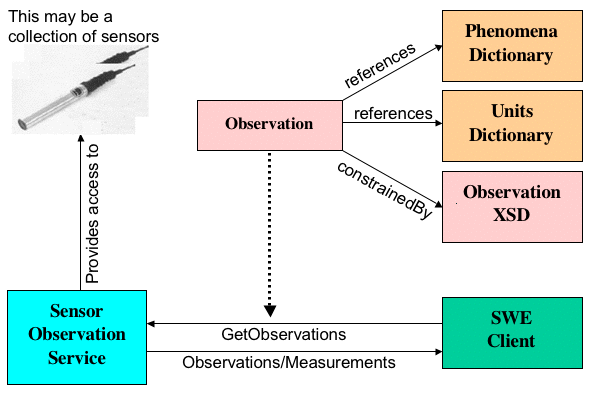 This may be a
collection of sensors
Phenomena
Dictionary
references
Observation
references
Units
Dictionary
constrainedBy
Observation
XSD
Provides access to
Sensor
Observation
Service
GetObservations
Observations/Measurements
SWE
Client